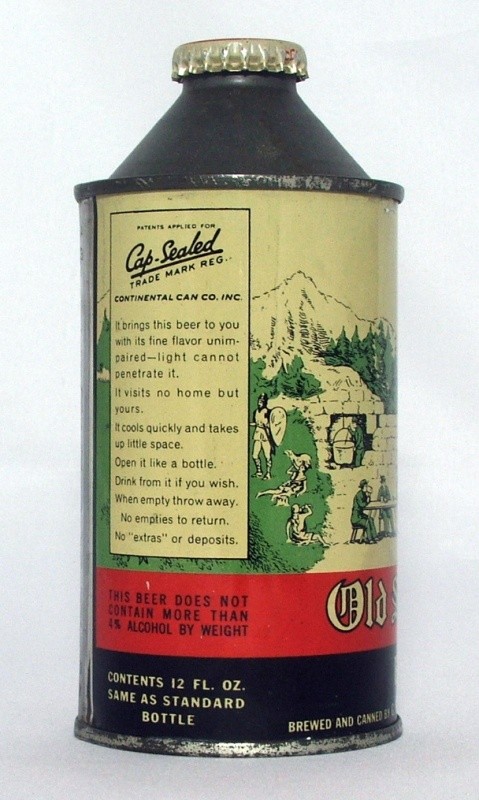 PATENTS APPLIED FOR
Cap-Sealed
TRADE MARK REG.
CONTINENTAL CAN CO. INC.
It brings this beer to you
with its fine flavor unim-
paired—light cannot
penetrate it.
It visits no home but
yours.
It cools quickly and takes
up little space.
Open it like a bottle.
Drink from it if you wish.
When empty throw away.
No empties to return.
No "extras" or deposits.
THIS BEER DOES NOT
CONTAIN MORE THAN
4% ALCOHOL BY WEIGHT
Old
CONTENTS 12 FL. OZ.
SAME AS STANDARD
BOTTLE
BREWED AND CANNED BY